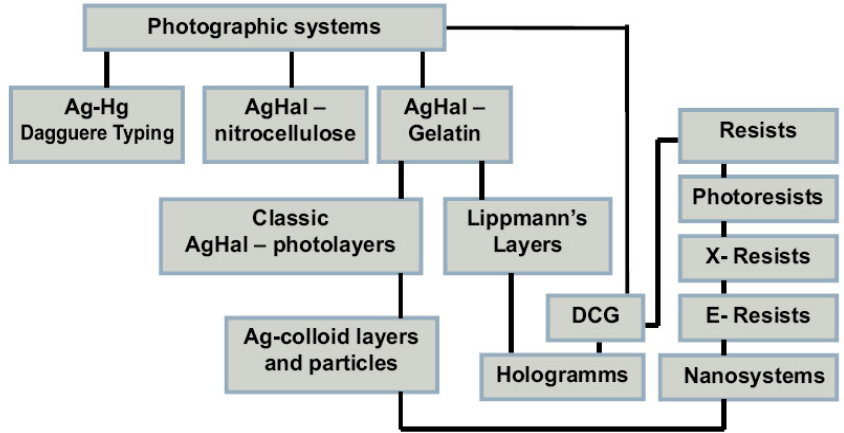 Photographic systems
Ag-Hg
Dagguere Typing
AgHal –
nitrocellulose
AgHal –
Gelatin
Resists
Photoresists
Classic
AgHal – photolayers
Lippmann’s
Layers
X- Resists
DCG
E- Resists
Ag-colloid layers
and particles
Hologramms
Nanosystems